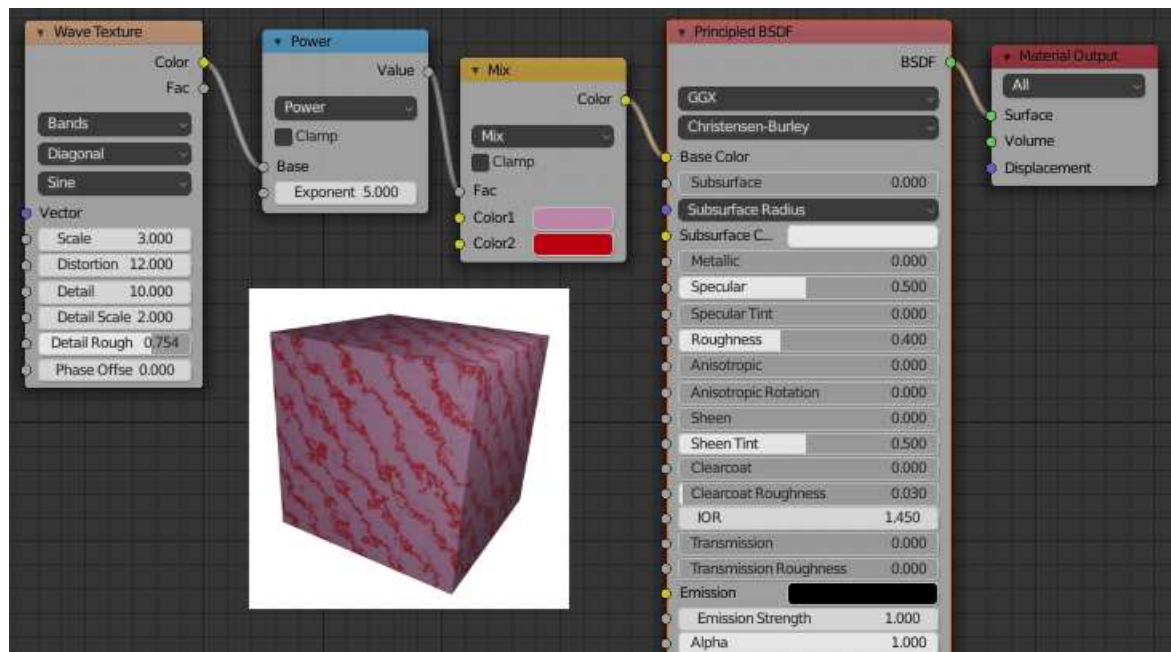 Wave Texture
Color
Fac
Bands
Diagonal
Sine
Vector
Scale 3.000
Distortion 12.000
Detail 10.000
Detail Scale 2.000
Detail Rough 0.754
Phase Offse 0.000
Power
Value
Power
Clamp
Base
Exponent 5.000
Mix
Color
Mix
Clamp
Fac
Color1
Color2
Principled BSDF
BSDF
GGX
Christensen-Burley
Base Color
Subsurface 0.000
Subsurface Radius
Subsurface C...
Metallic 0.000
Specular 0.500
Specular Tint 0.000
Roughness 0.400
Anisotropic 0.000
Anisotropic Rotation 0.000
Sheen 0.000
Sheen Tint 0.500
Clearcoat 0.000
Clearcoat Roughness 0.030
IOR 1.450
Transmission 0.000
Transmission Roughness 0.000
Emission
Emission Strength 1.000
Alpha 1.000
Material Output
All
Surface
Volume
Displacement